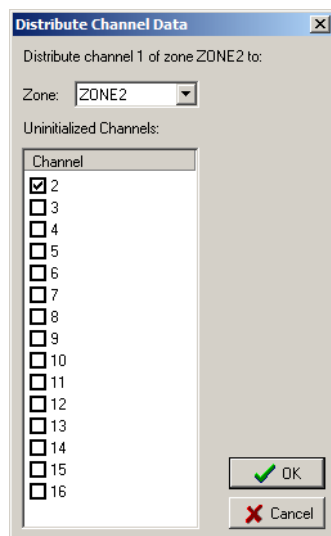 Distribute Channel Data
Distribute channel 1 of zone ZONE2 to:
Zone: ZONE2
Uninitialized Channels:
Channel
2
3
4
5
6
7
8
9
10
11
12
13
14
15
16
OK
Cancel